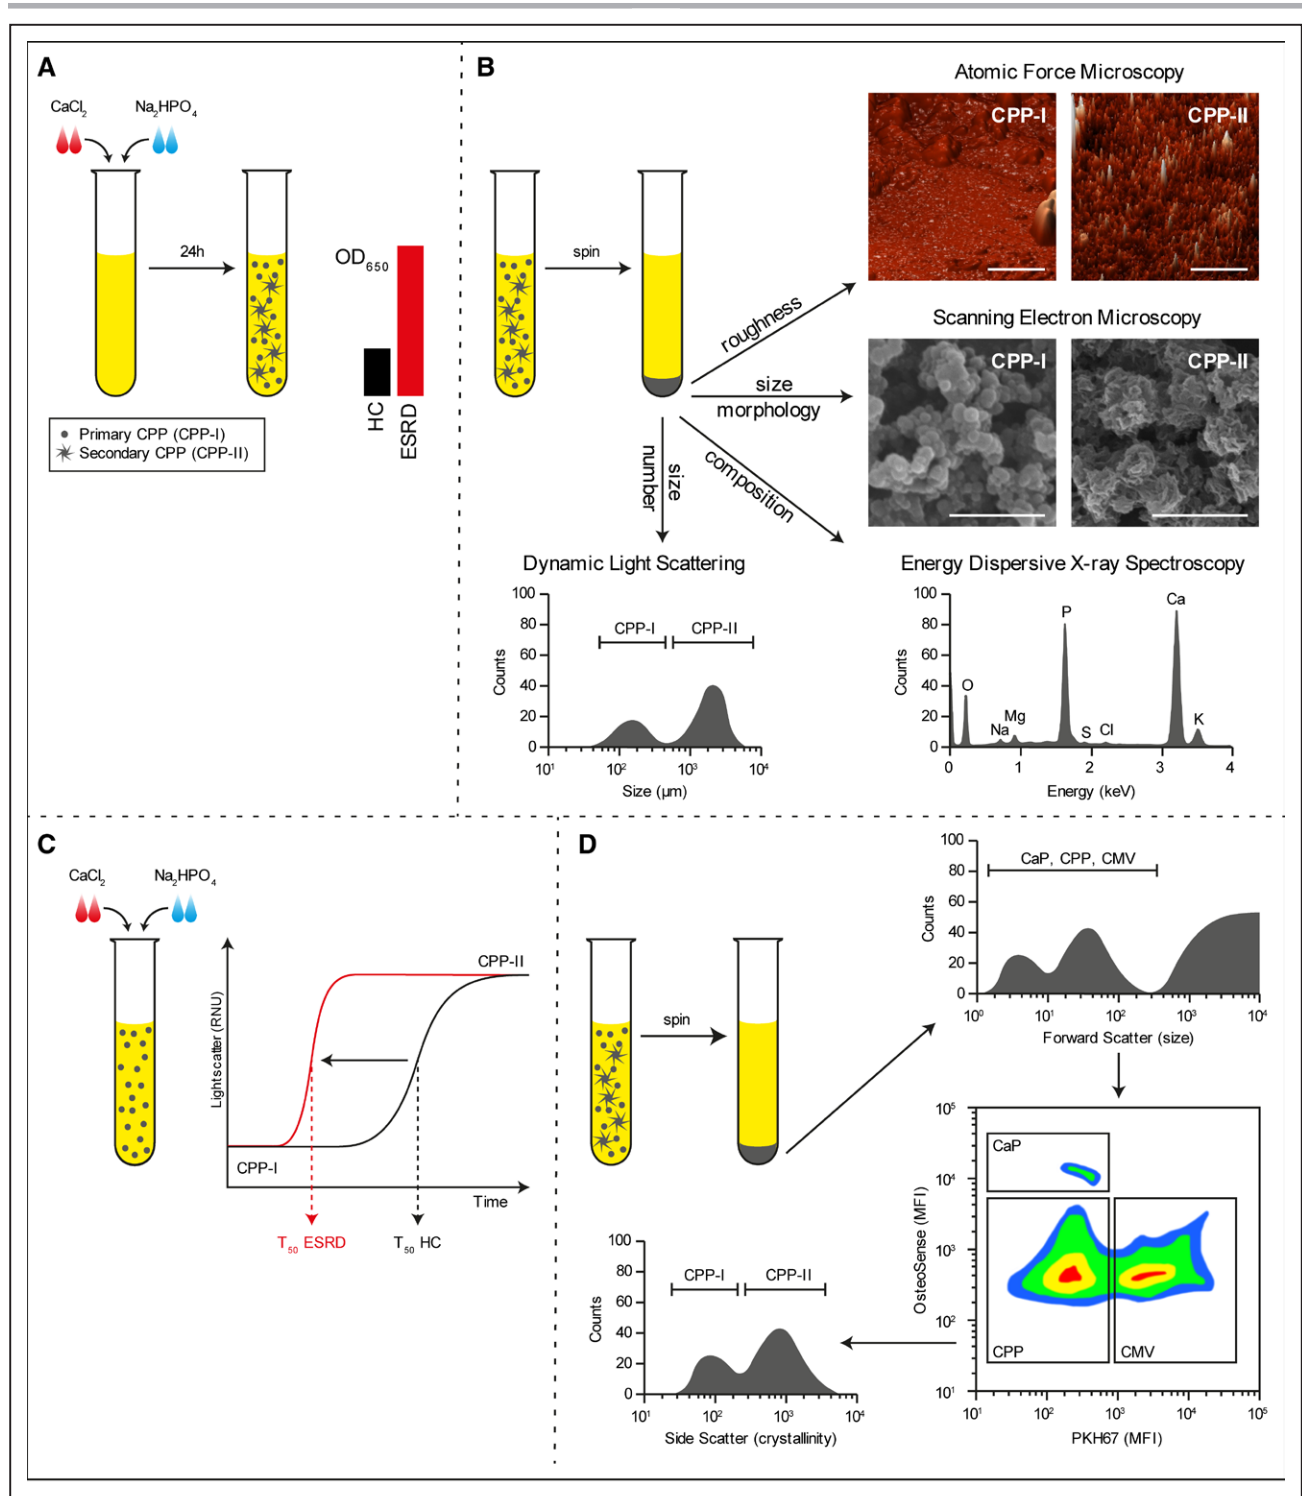 A
CaCl2
Na2HPO4
24h
OD650
HC
ESRD
Primary CPP (CPP-I)
Secondary CPP (CPP-II)
B
spin
roughness
size
morphology
composition
size
number
Atomic Force Microscopy
CPP-I
CPP-II
Scanning Electron Microscopy
CPP-I
CPP-II
Dynamic Light Scattering
100
80
60
40
20
0
Counts
CPP-I
CPP-II
10¹
10²
10³
10⁴
Size (µm)
Energy Dispersive X-ray Spectroscopy
100
80
60
40
20
0
Counts
O
Na
Mg
P
S
Cl
Ca
K
0
1
2
3
4
Energy (keV)
C
CaCl2
Na2HPO4
Lightscatter (RNU)
CPP-II
CPP-I
Time
T50 ESRD
T50 HC
D
spin
100
80
60
40
20
0
Counts
CaP, CPP, CMV
10⁰
10¹
10²
10³
10⁴
Forward Scatter (size)
10⁵
10⁴
10³
10²
10¹
OsteoSense (MFI)
CaP
CPP
CMV
10¹
10²
10³
10⁴
10⁵
PKH67 (MFI)
100
80
60
40
20
0
Counts
CPP-I
CPP-II
10¹
10²
10³
10⁴
Side Scatter (crystallinity)